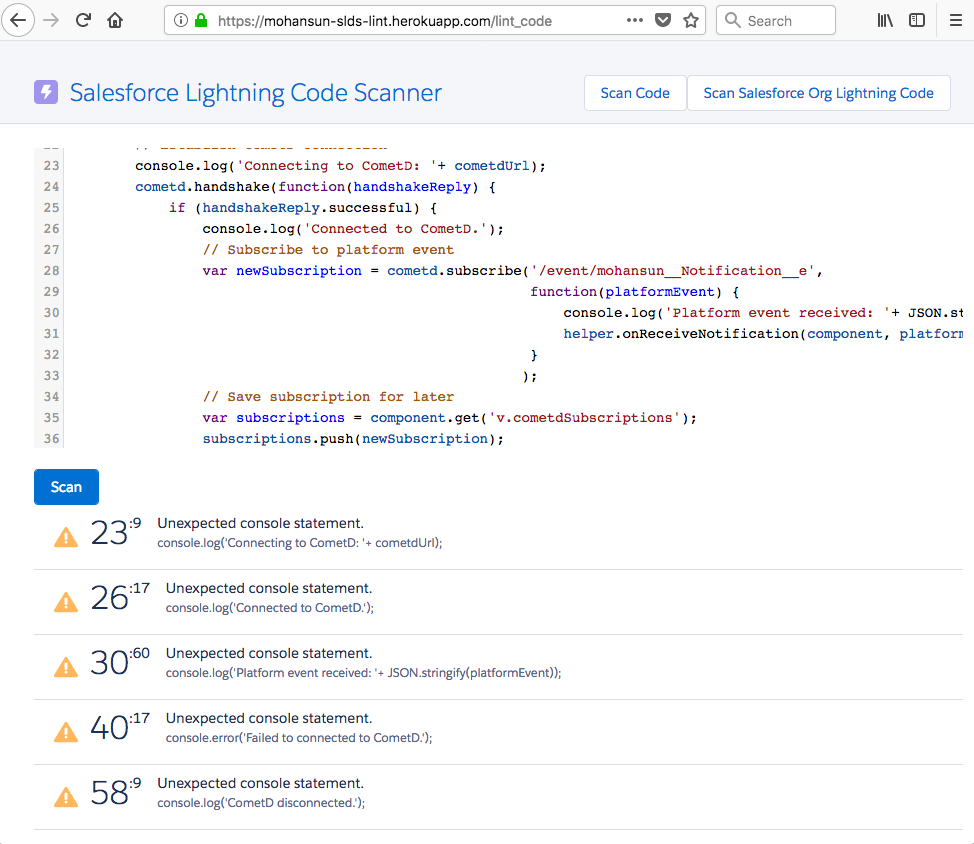 https://mohansun-slds-lint.herokuapp.com/lint_code
Search
Salesforce Lightning Code Scanner
Scan Code
Scan Salesforce Org Lightning Code
23 console.log('Connecting to CometD: '+ cometdUrl);
24 cometd.handshake(function(handshakeReply) {
25 if (handshakeReply.successful) {
26 console.log('Connected to CometD.');
27 // Subscribe to platform event
28 var newSubscription = cometd.subscribe('/event/mohansun__Notification__e',
29 function(platformEvent) {
30 console.log('Platform event received: '+ JSON.st
31 helper.onReceiveNotification(component, platform
32 }
33 );
34 // Save subscription for later
35 var subscriptions = component.get('v.cometdSubscriptions');
36 subscriptions.push(newSubscription);
Scan
23:9 Unexpected console statement.
console.log('Connecting to CometD: '+ cometdUrl);
26:17 Unexpected console statement.
console.log('Connected to CometD.');
30:60 Unexpected console statement.
console.log('Platform event received: '+ JSON.stringify(platformEvent));
40:17 Unexpected console statement.
console.error('Failed to connected to CometD.');
58:9 Unexpected console statement.
console.log('CometD disconnected.');